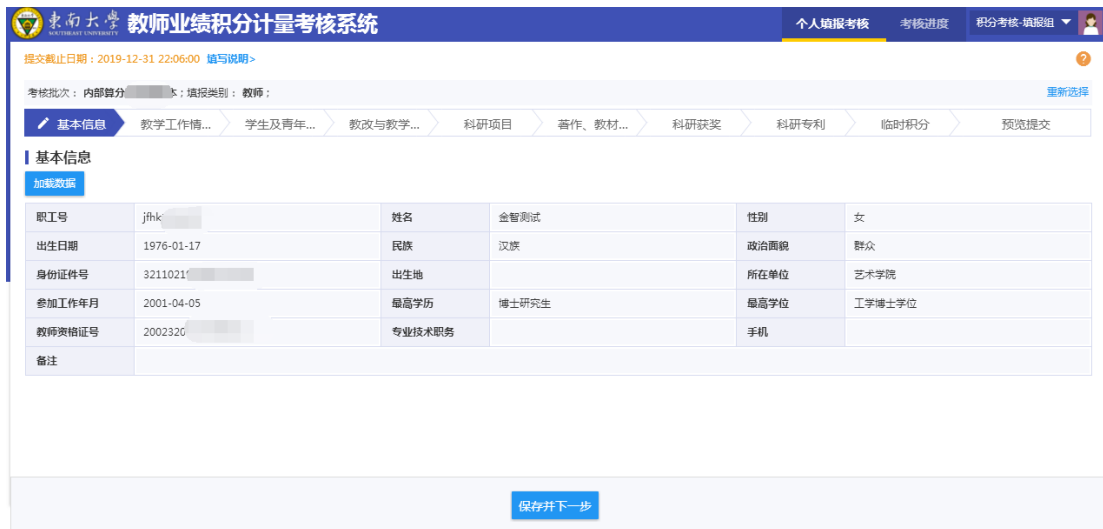 東南大學 教师业绩积分计量考核系统 个人填报考核 考核进度 积分考核-填报组
SOUTHEAST UNIVERSITY
提交截止日期：2019-12-31 22:06:00 填写说明>
考核批次： 内部算分 本；填报类别： 教师； 重新选择
基本信息 教学工作情... 学生及青年... 教改与教学... 科研项目 著作、教材... 科研获奖 科研专利 临时积分 预览提交
基本信息
加载数据
职工号 jfhk 姓名 金智测试 性别 女
出生日期 1976-01-17 民族 汉族 政治面貌 群众
身份证件号 3211021 出生地 所在单位 艺术学院
参加工作年月 2001-04-05 最高学历 博士研究生 最高学位 工学博士学位
教师资格证号 2002320 专业技术职务 手机
备注
保存并下一步